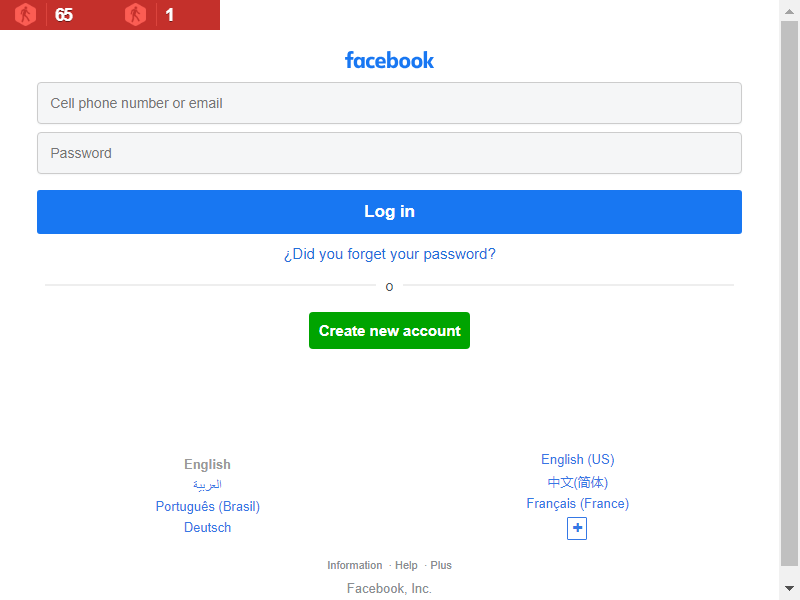 65 1
facebook
Cell phone number or email
Password
Log in
¿Did you forget your password?
o
Create new account
English
English (US)
العربية
中文(简体)
Português (Brasil)
Français (France)
Deutsch
+
Information · Help · Plus
Facebook, Inc.